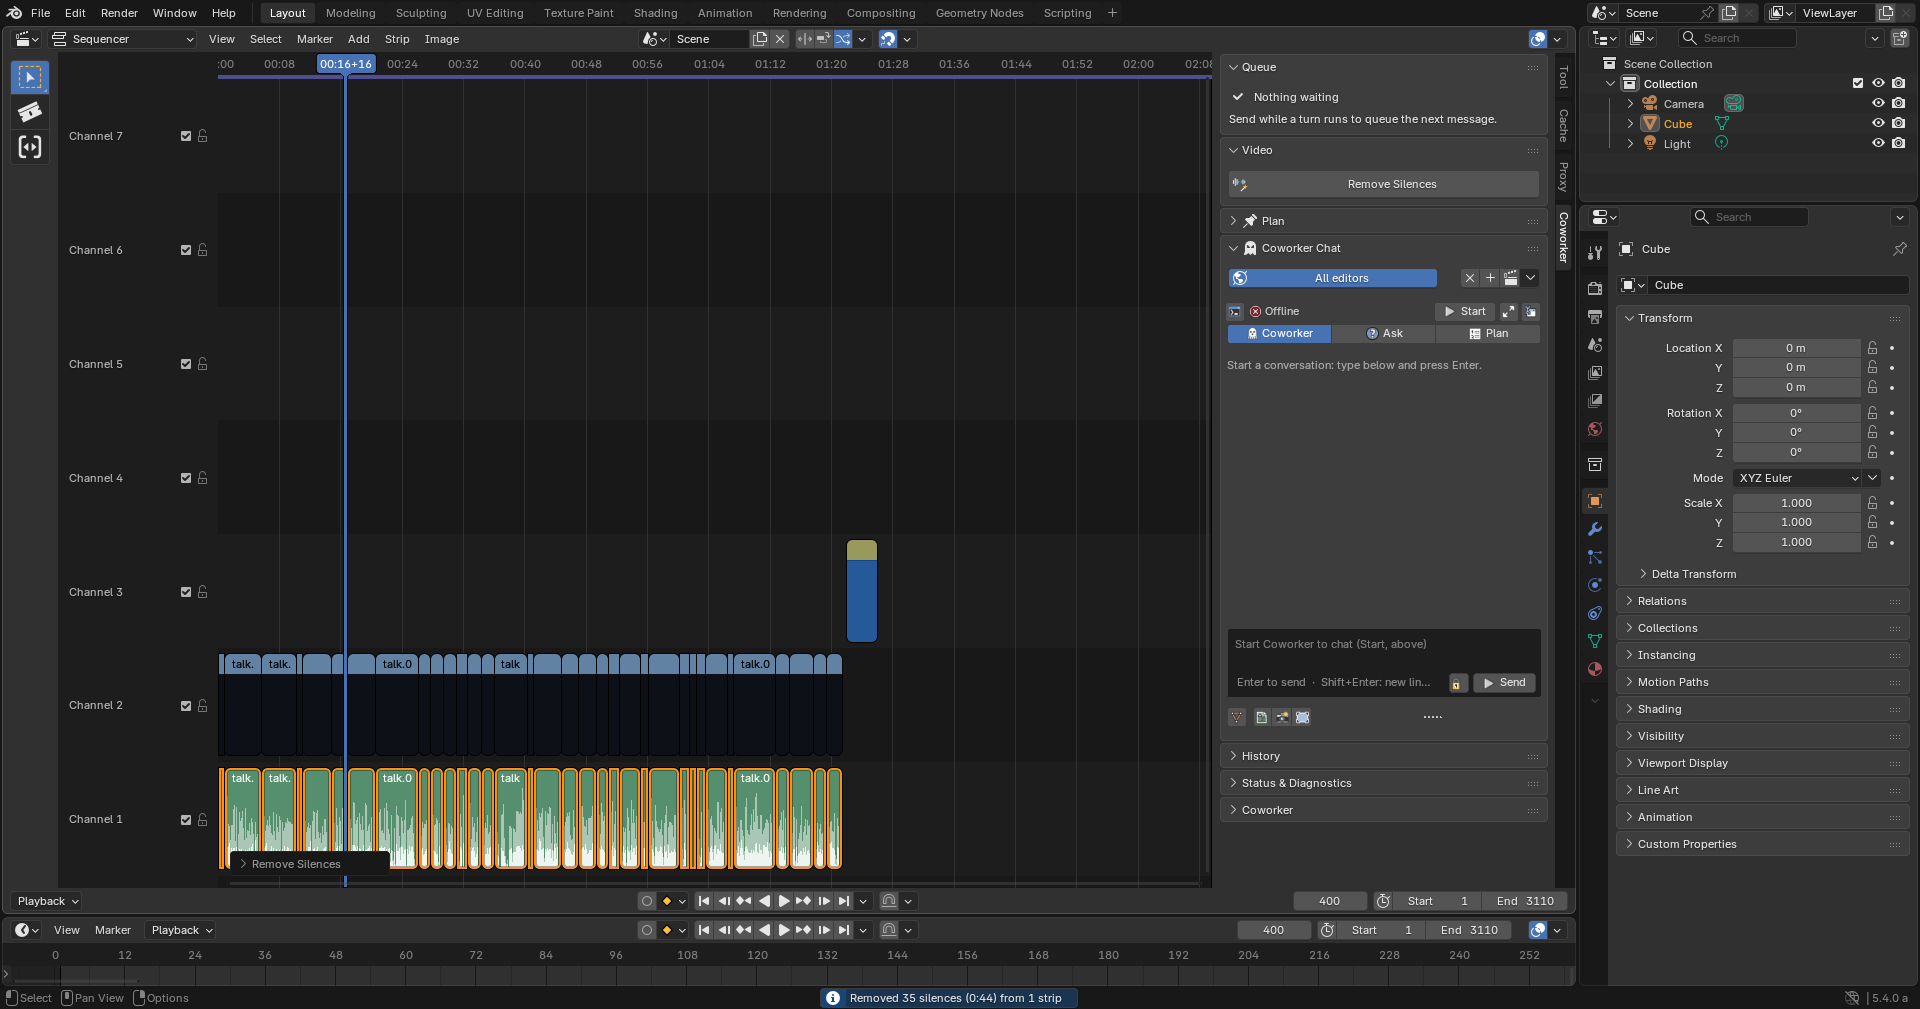 File Edit Render Window Help Layout Modeling Sculpting UV Editing Texture Paint Shading Animation Rendering Compositing Geometry Nodes Scripting Scene ViewLayer
Sequencer View Select Marker Add Strip Image Scene Search
:00 00:08 00:16+16 00:24 00:32 00:40 00:48 00:56 01:04 01:12 01:20 01:28 01:36 01:44 01:52 02:00 02:08
Channel 7
Channel 6
Channel 5
Channel 4
Channel 3
Channel 2
Channel 1
talk. talk. talk.0 talk talk.0
talk. talk. talk.0 talk talk.0
Remove Silences
Queue
Nothing waiting
Send while a turn runs to queue the next message.
Video
Remove Silences
Plan
Coworker Chat
All editors
Offline Start
Coworker Ask Plan
Start a conversation: type below and press Enter.
Start Coworker to chat (Start, above)
Enter to send · Shift+Enter: new lin... Send
History
Status & Diagnostics
Coworker
Tool
Cache
Proxy
Coworker
Scene Collection
Collection
Camera
Cube
Light
Search
Cube
Cube
Transform
Location X 0 m
Y 0 m
Z 0 m
Rotation X 0°
Y 0°
Z 0°
Mode XYZ Euler
Scale X 1.000
Y 1.000
Z 1.000
Delta Transform
Relations
Collections
Instancing
Motion Paths
Shading
Visibility
Viewport Display
Line Art
Animation
Custom Properties
Playback 400 Start 1 End 3110
View Marker Playback 400 Start 1 End 3110
0 12 24 36 48 60 72 84 96 108 120 132 144 156 168 180 192 204 216 228 240 252
Select Pan View Options Removed 35 silences (0:44) from 1 strip 5.4.0 a